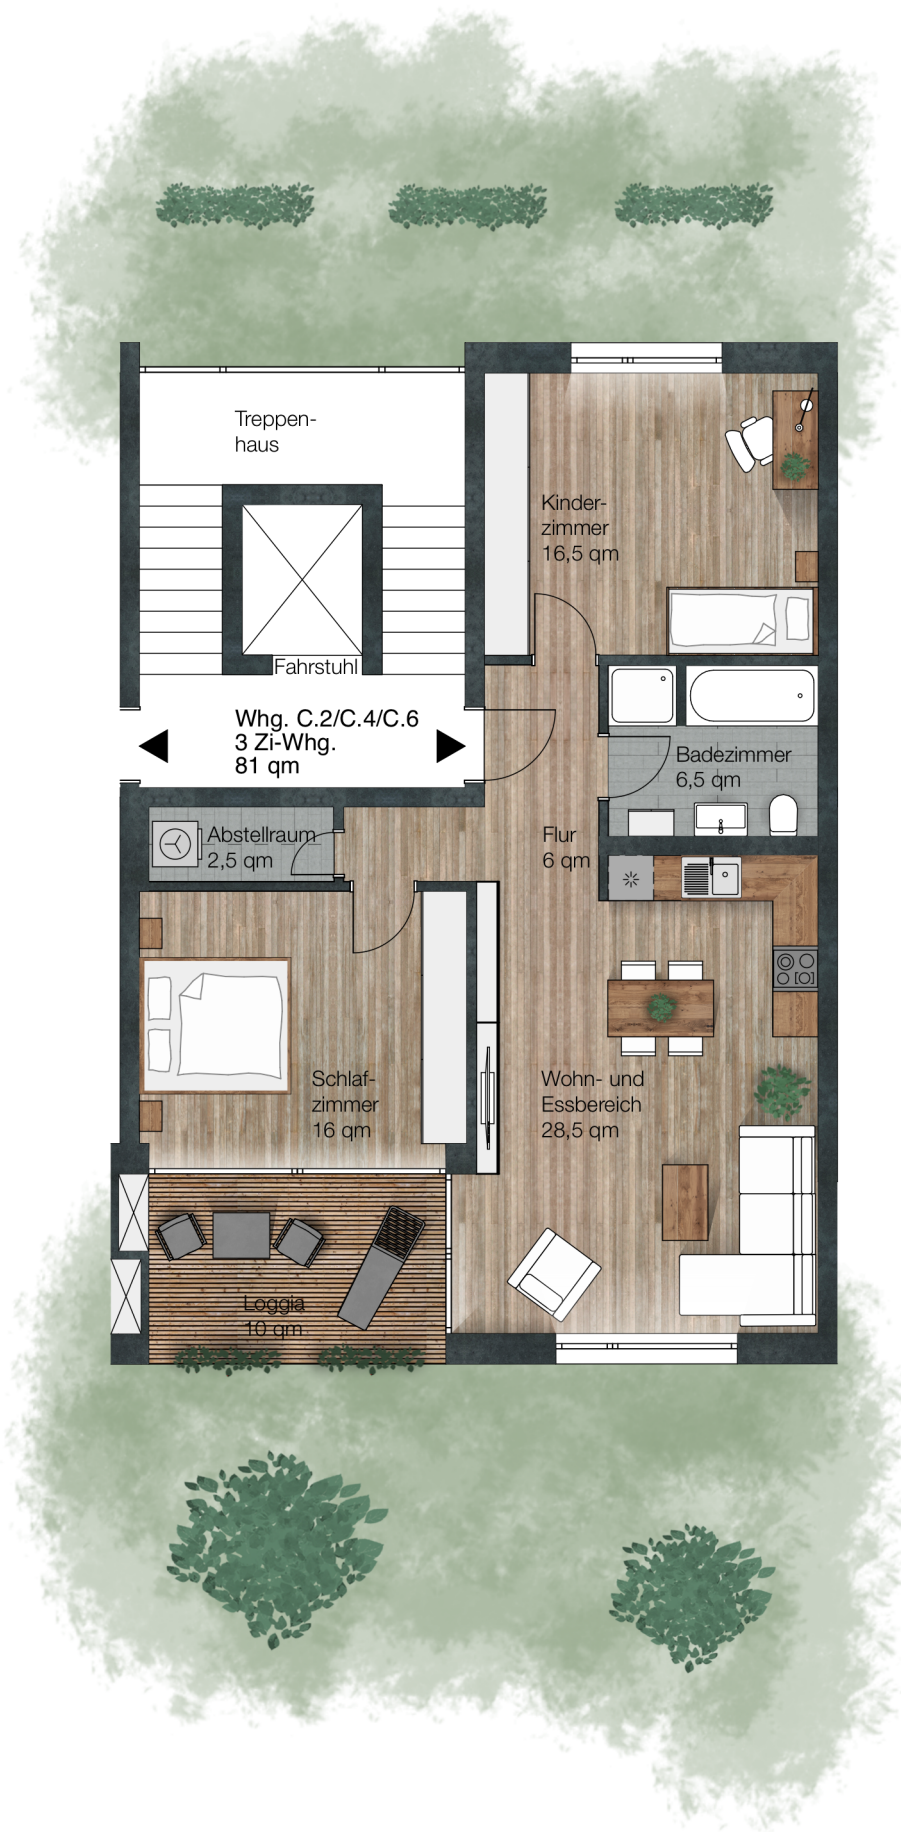 Treppen-
haus
Kinder-
zimmer
16,5 qm
Fahrstuhl
Whg. C.2/C.4/C.6
3 Zi-Whg.
81 qm
Badezimmer
6,5 qm
Abstellraum
2,5 qm
Flur
6 qm
Schlaf-
zimmer
16 qm
Wohn- und
Essbereich
28,5 qm
Loggia
10 qm